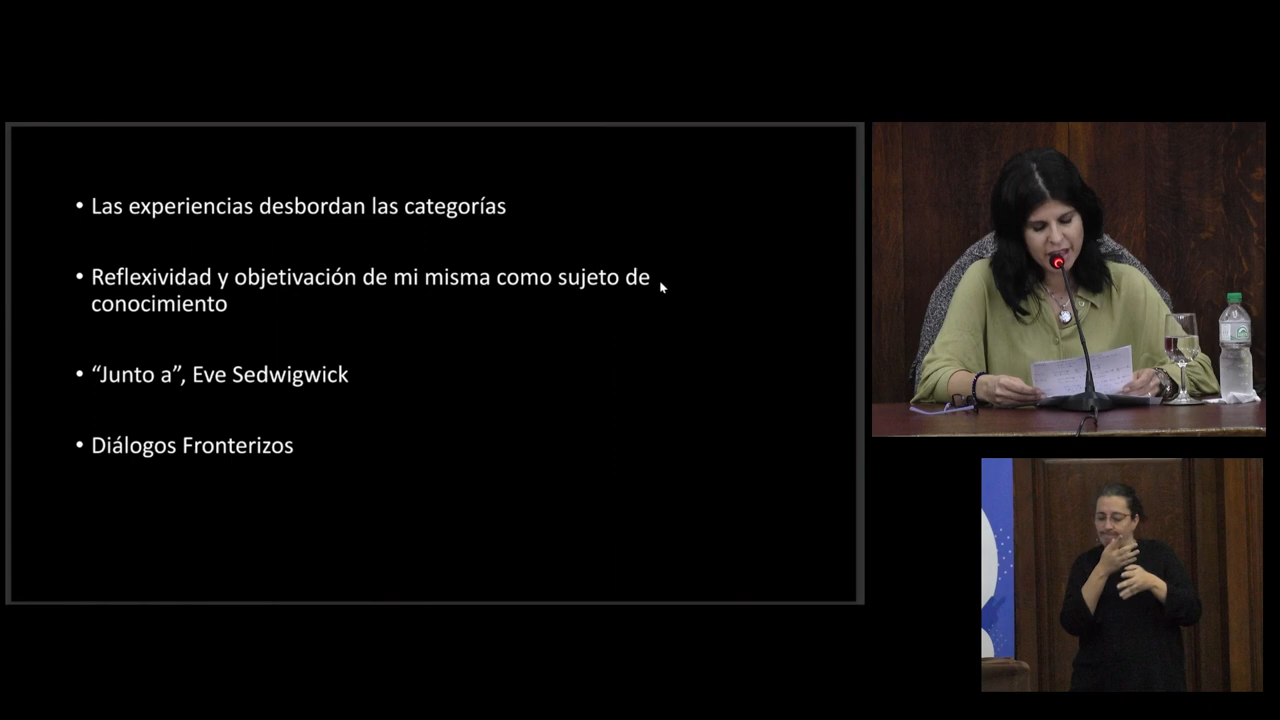 • Las experiencias desbordan las categorías
• Reflexividad y objetivación de mi misma como sujeto de
conocimiento
• “Junto a”, Eve Sedwigwick
• Diálogos Fronterizos